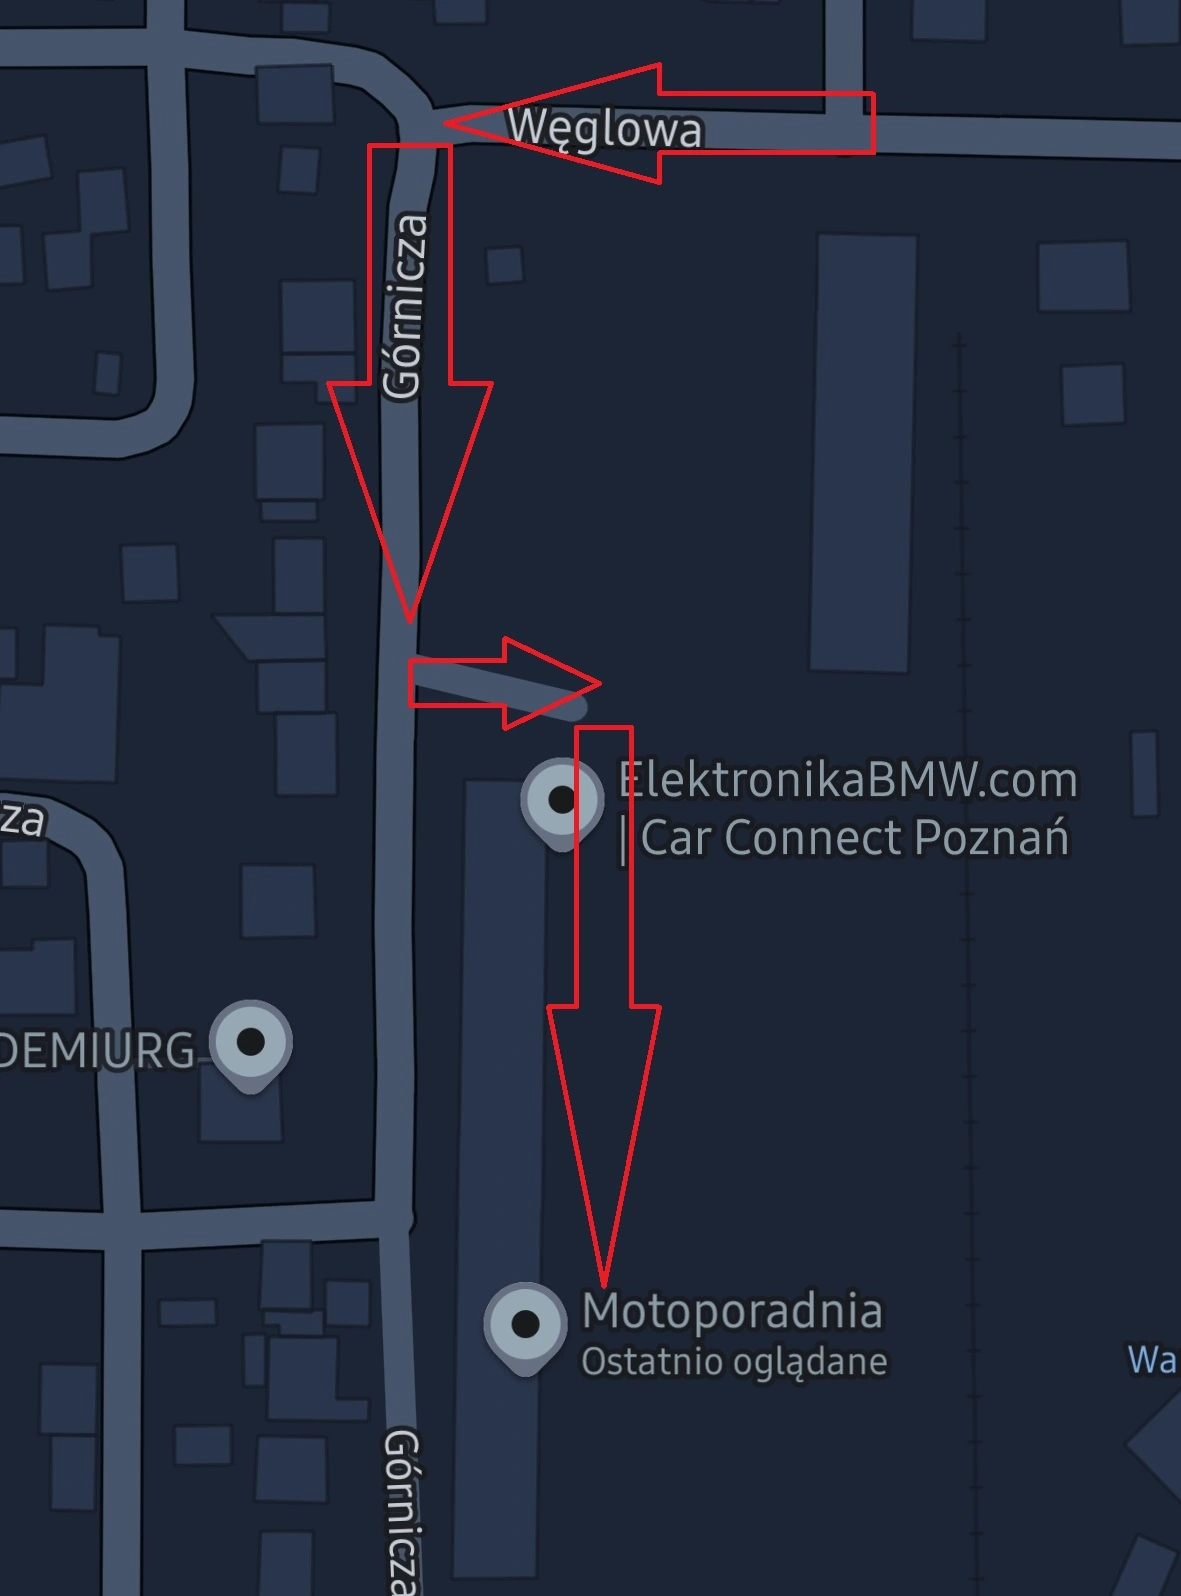 Węglowa
Górnicza
ElektronikaBMW.com
| Car Connect Poznań
za
DEMIURG
Motoporadnia
Ostatnio oglądane
Wa
Górnicza